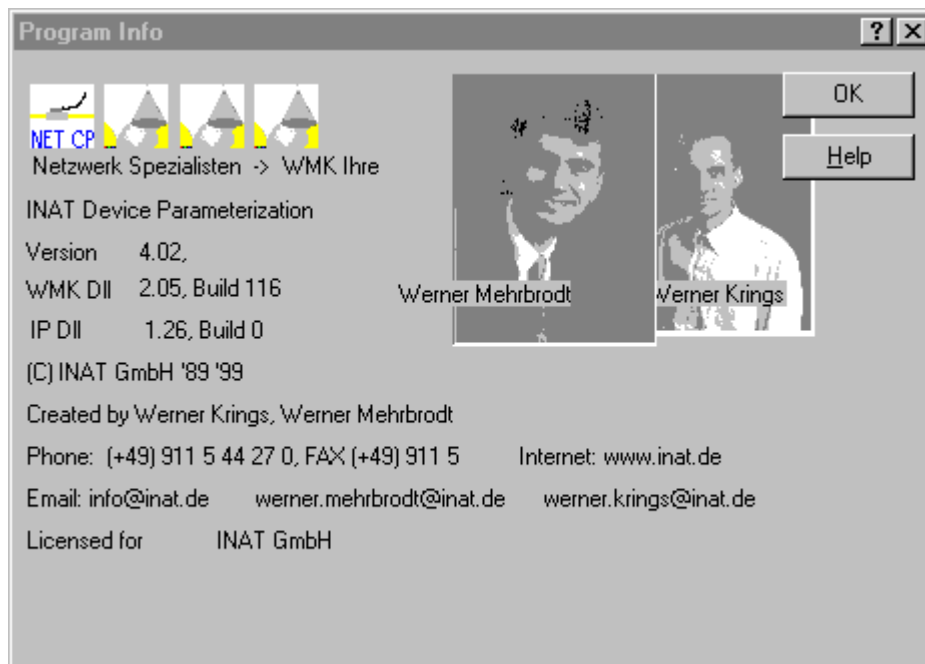 Program Info
?
OK
NET CP
Help
Netzwerk Spezialisten -> WMK Ihre
INAT Device Parameterization
Version 4.02,
WMK Dll 2.05, Build 116
Werner Mehrbrodt
Werner Krings
IP Dll 1.26, Build 0
(C) INAT GmbH '89 '99
Created by Werner Krings, Werner Mehrbrodt
Phone: (+49) 911 5 44 27 0, FAX (+49) 911 5 Internet: www.inat.de
Email: info@inat.de werner.mehrbrodt@inat.de werner.krings@inat.de
Licensed for INAT GmbH